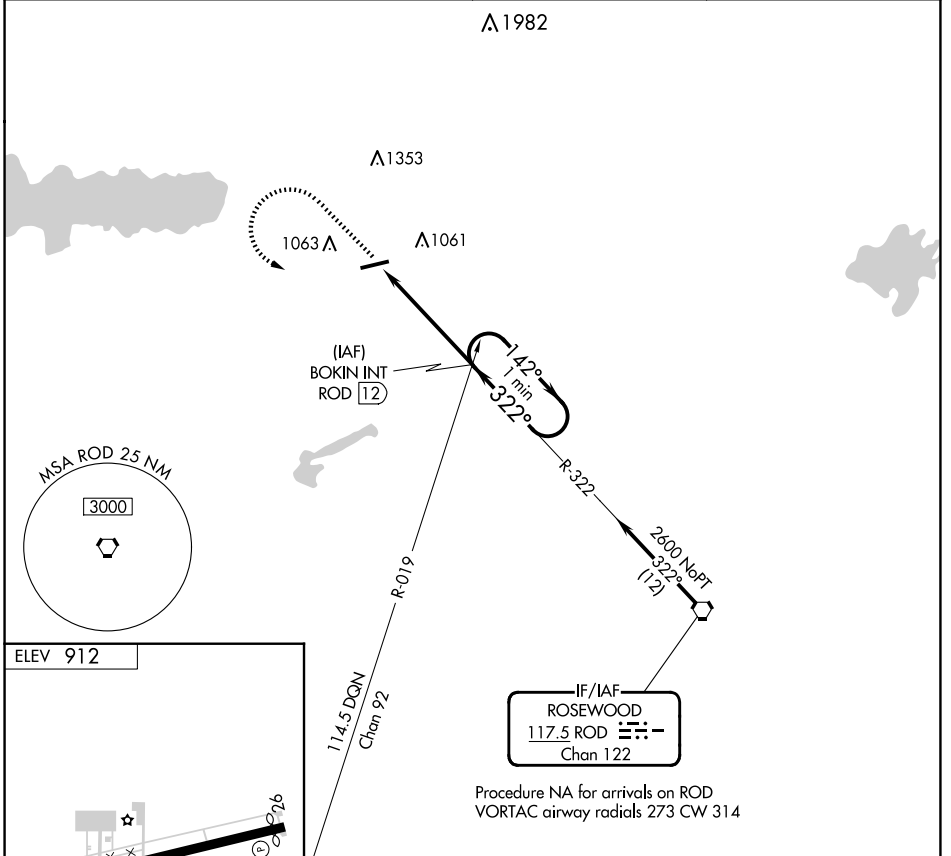 1982
1353
1063
1061
(IAF)
BOKIN INT
ROD 12
142°
1 min
322°
MSA ROD 25 NM
3000
R-322
2600 NoPT
322°
(12)
R-019
114.5 DQN
Chan 92
IF/IAF
ROSEWOOD
117.5 ROD
Chan 122
Procedure NA for arrivals on ROD
VORTAC airway radials 273 CW 314
ELEV 912
26
P